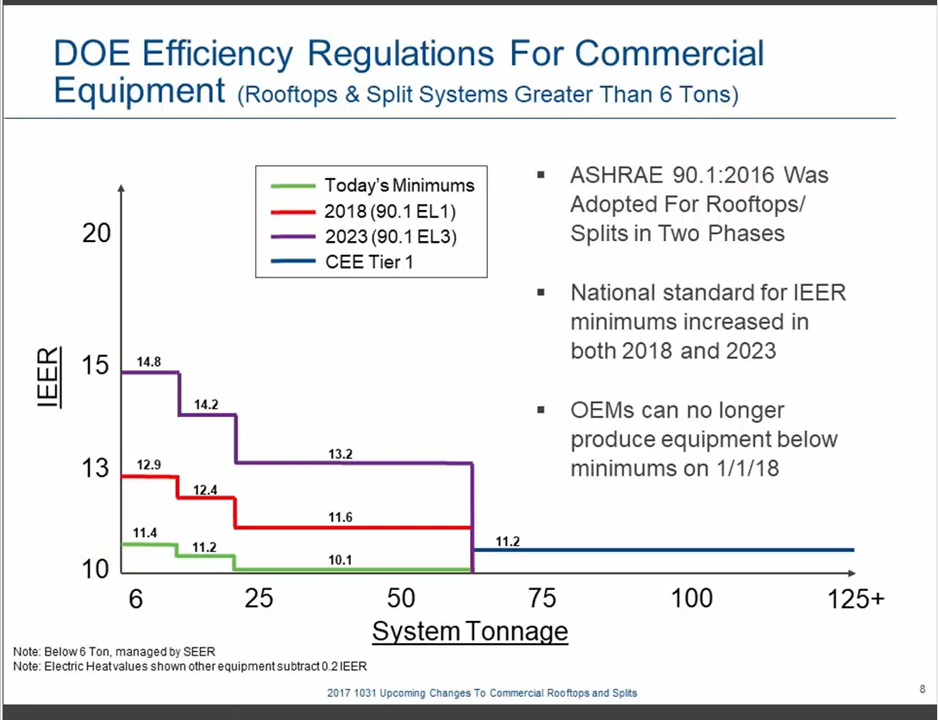 DOE Efficiency Regulations For Commercial
Equipment (Rooftops & Split Systems Greater Than 6 Tons)
Today's Minimums
2018 (90.1 EL1)
2023 (90.1 EL3)
CEE Tier 1
▪ ASHRAE 90.1:2016 Was
Adopted For Rooftops/
Splits in Two Phases
▪ National standard for IEER
minimums increased in
both 2018 and 2023
▪ OEMs can no longer
produce equipment below
minimums on 1/1/18
IEER
20
15
13
10
14.8
14.2
13.2
12.9
12.4
11.6
11.4
11.2
10.1
11.2
6 25 50 75 100 125+
System Tonnage
Note: Below 6 Ton, managed by SEER
Note: Electric Heat values shown other equipment subtract 0.2 IEER
2017 1031 Upcoming Changes To Commercial Rooftops and Splits
8